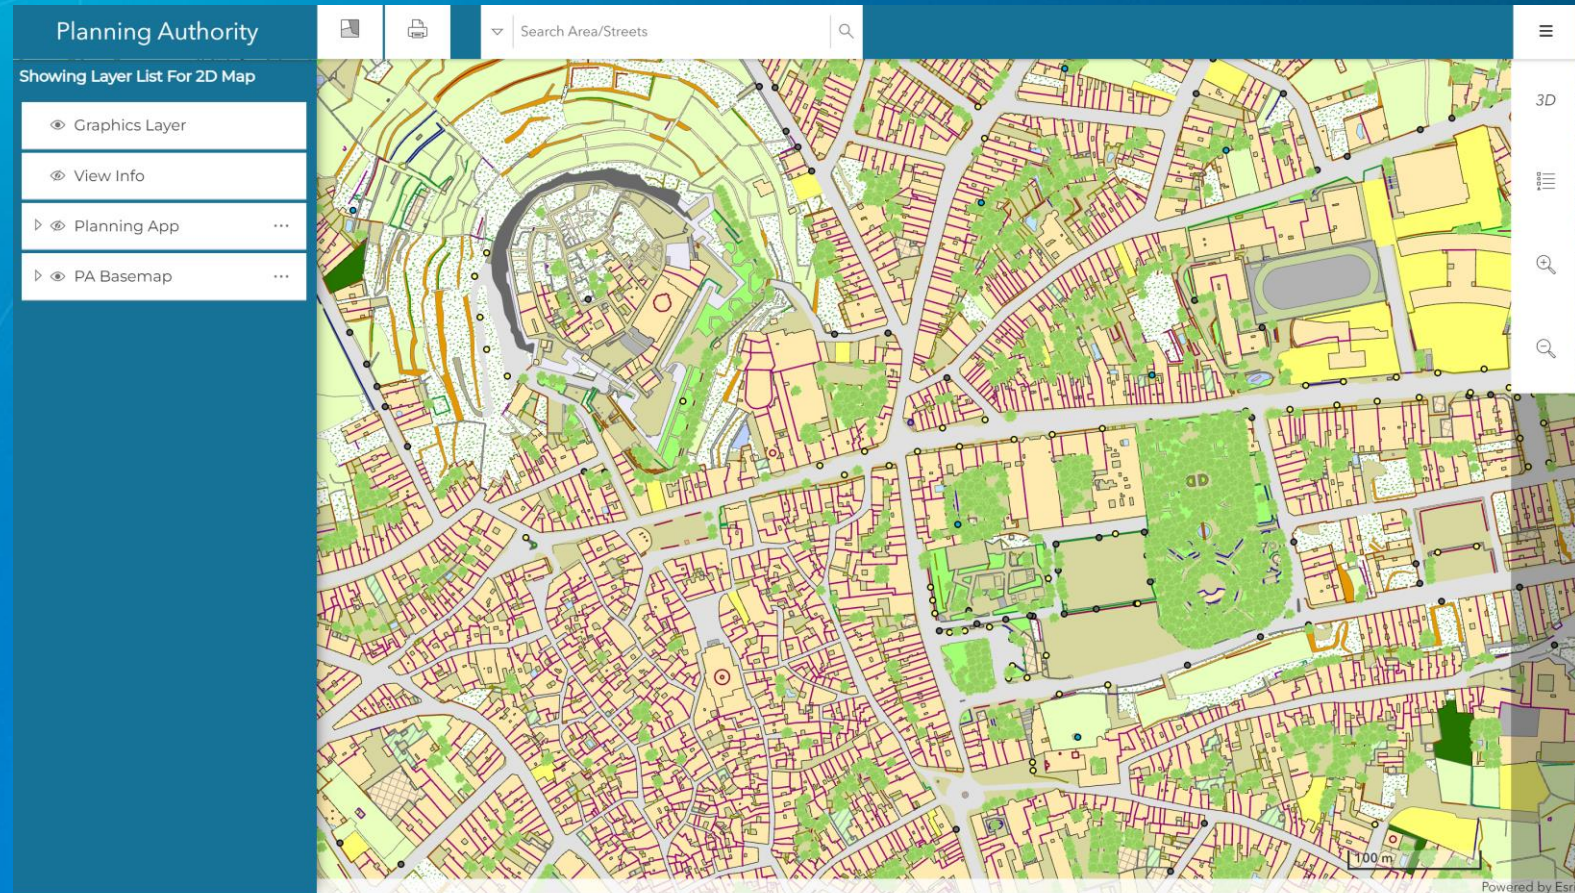 Planning Authority
Search Area/Streets
Showing Layer List For 2D Map
Graphics Layer
View Info
Planning App
PA Basemap
3D
100 m
Powered by Esri